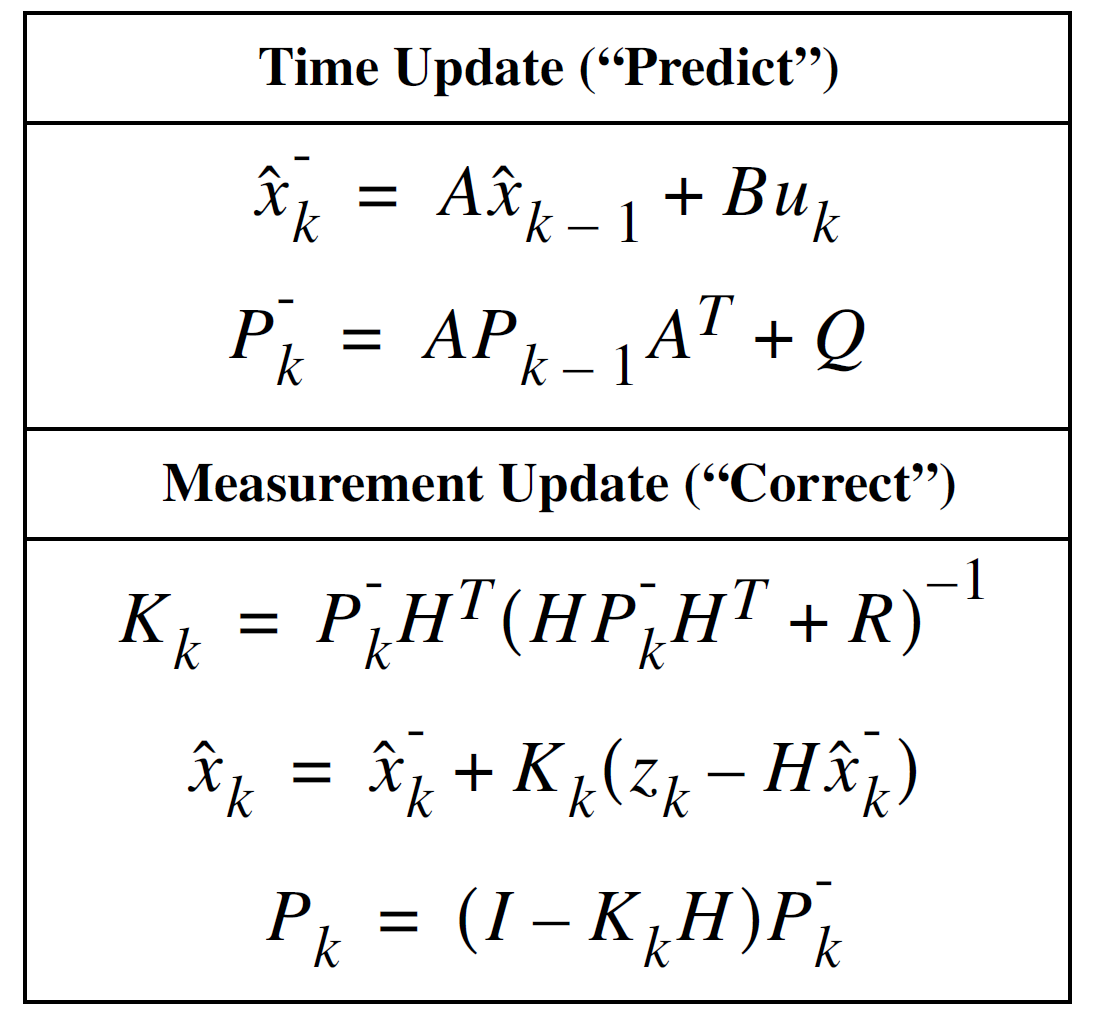 Time Update (“Predict”)
x̂ₖ⁻ = Ax̂ₖ₋₁ + Buₖ
Pₖ⁻ = APₖ₋₁Aᵀ + Q
Measurement Update (“Correct”)
Kₖ = Pₖ⁻Hᵀ(HPₖ⁻Hᵀ + R)⁻¹
x̂ₖ = x̂ₖ⁻ + Kₖ(zₖ – Hx̂ₖ⁻)
Pₖ = (I – KₖH)Pₖ⁻